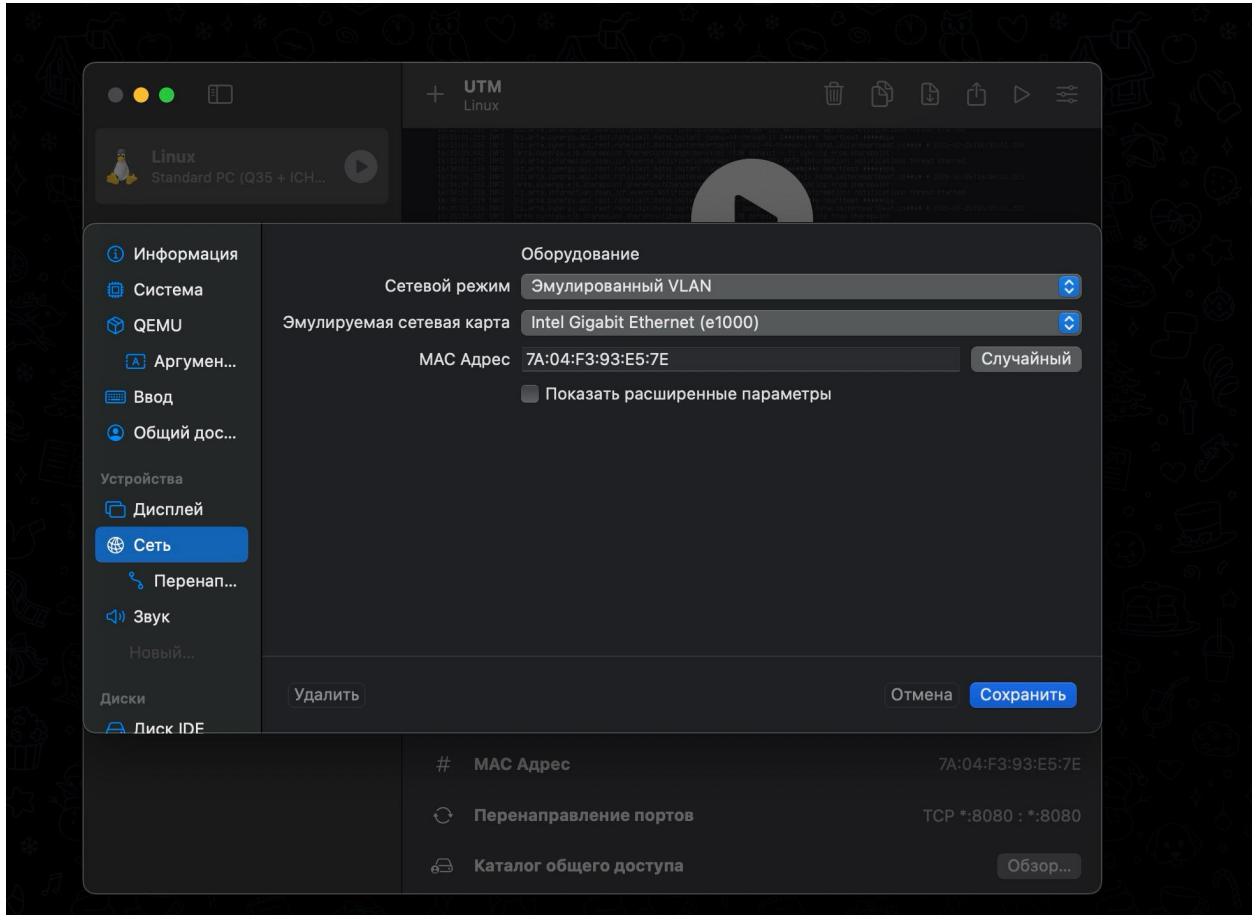 UTM
Linux
Linux
Standard PC (Q35 + ICH...
Информация
Система
QEMU
Аргумен...
Ввод
Общий дос...
Устройства
Дисплей
Сеть
Перенап...
Звук
Новый...
Диски
Диск IDE
Оборудование
Сетевой режим Эмулированный VLAN
Эмулируемая сетевая карта Intel Gigabit Ethernet (e1000)
MAC Адрес 7A:04:F3:93:E5:7E Случайный
Показать расширенные параметры
Удалить Отмена Сохранить
# MAC Адрес 7A:04:F3:93:E5:7E
Перенаправление портов TCP *:8080 : *:8080
Каталог общего доступа Обзор...